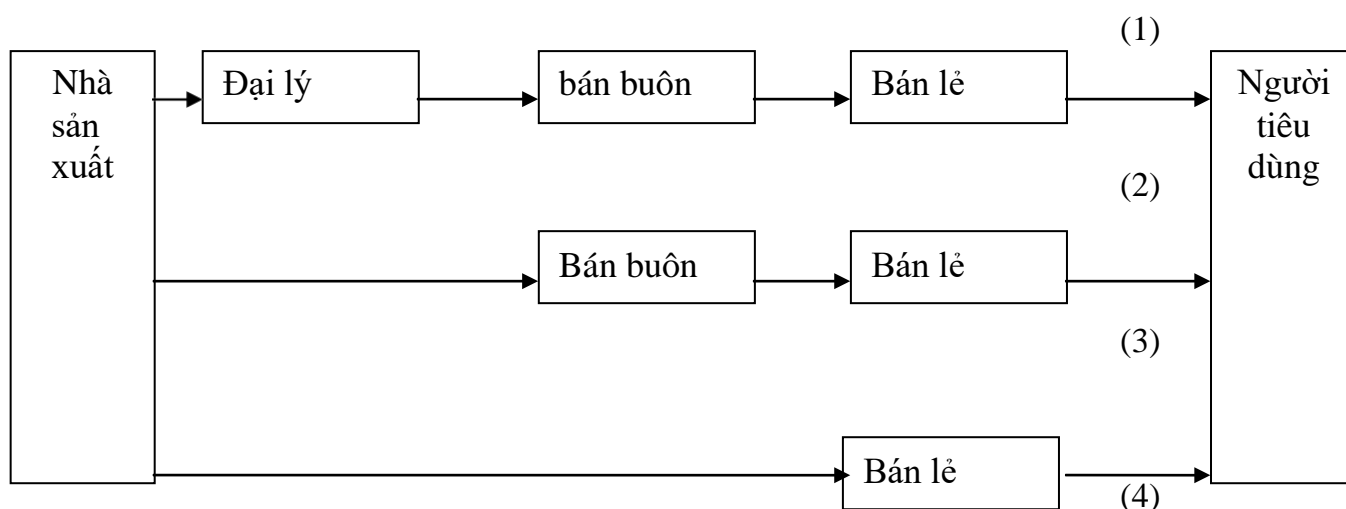 (1)
Nhà
sản
xuất
Đại lý
bán buôn
Bán lẻ
Người
tiêu
dùng
(2)
Bán buôn
Bán lẻ
(3)
Bán lẻ
(4)